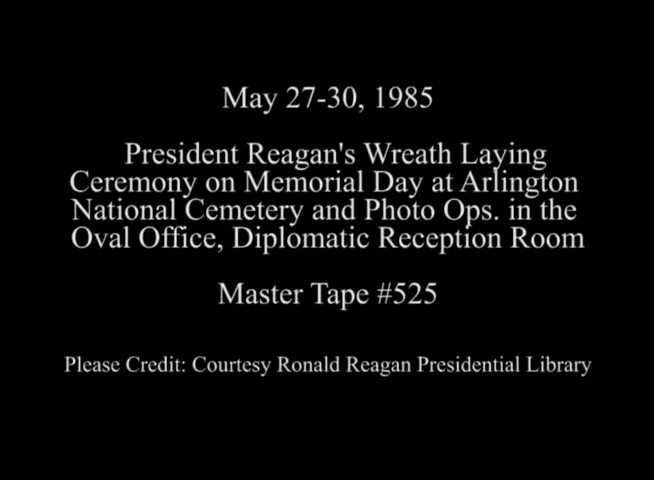 May 27-30, 1985
President Reagan's Wreath Laying
Ceremony on Memorial Day at Arlington
National Cemetery and Photo Ops. in the
Oval Office, Diplomatic Reception Room
Master Tape #525
Please Credit: Courtesy Ronald Reagan Presidential Library